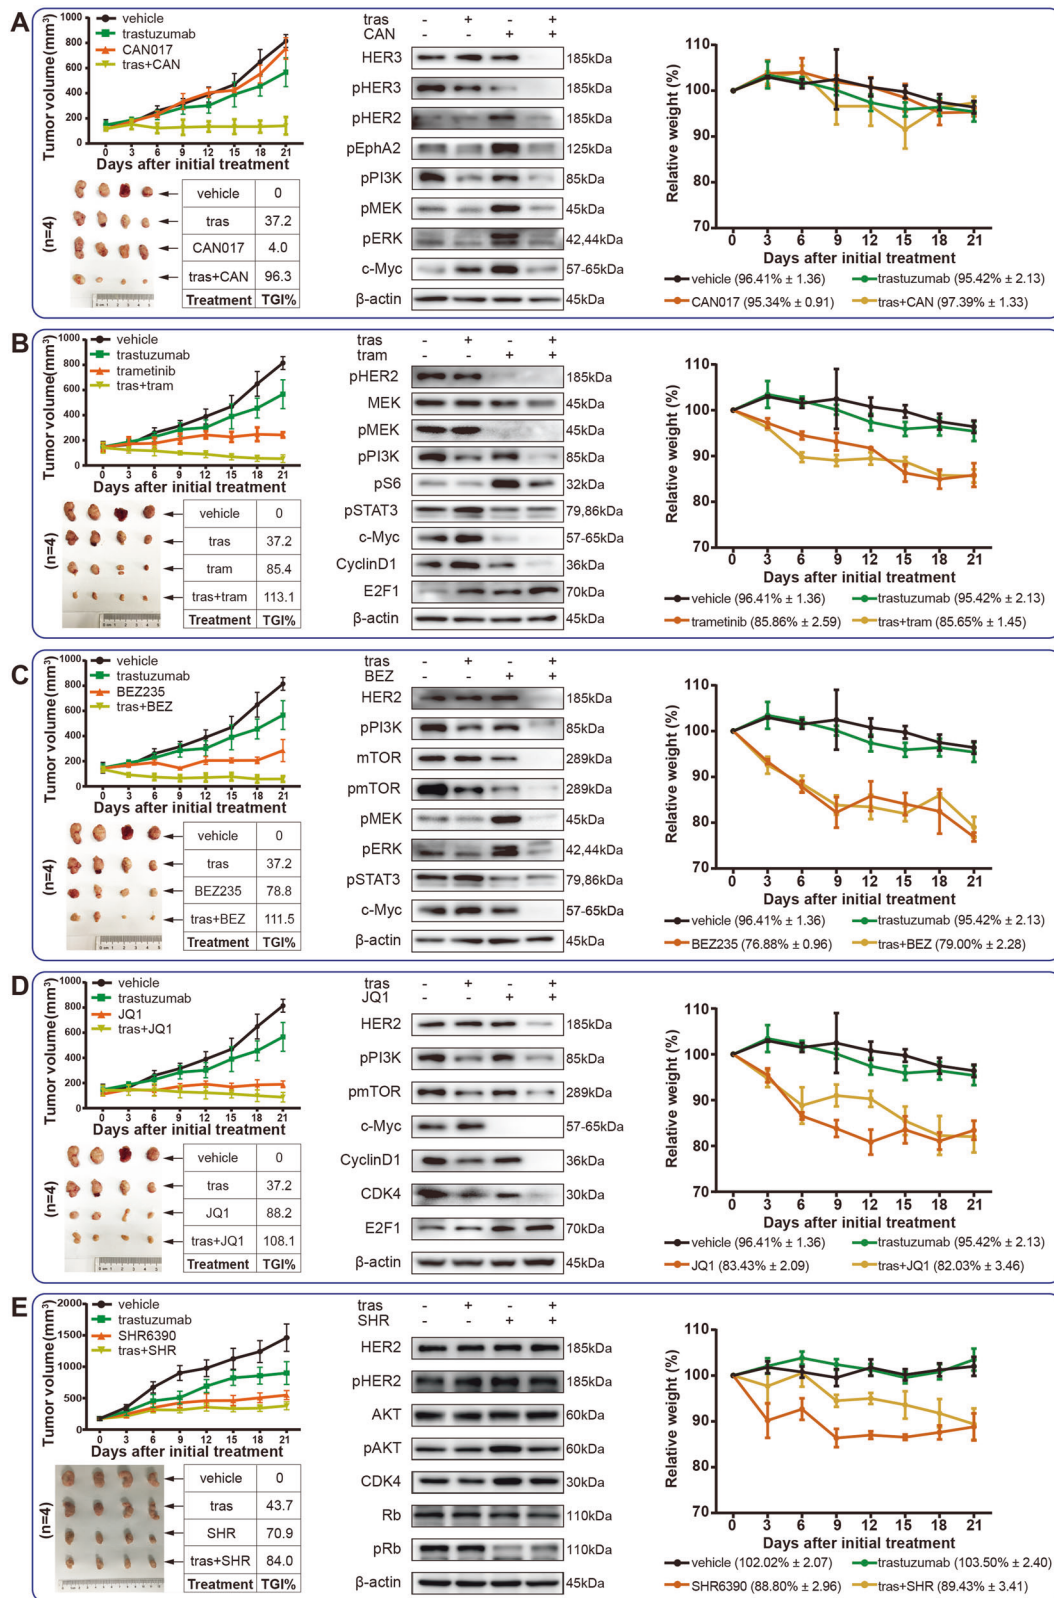 A
Tumor volume(mm³)
1000
800
600
400
200
0
vehicle
trastuzumab
CAN017
tras+CAN
0 3 6 9 12 15 18 21
Days after initial treatment
(n=4)
vehicle 0
tras 37.2
CAN017 4.0
tras+CAN 96.3
Treatment TGI%
tras - + - +
CAN - - + +
HER3 185kDa
pHER3 185kDa
pHER2 185kDa
pEphA2 125kDa
pPI3K 85kDa
pMEK 45kDa
pERK 42,44kDa
c-Myc 57-65kDa
β-actin 45kDa
Relative weight (%)
110
100
90
80
70
0 3 6 9 12 15 18 21
Days after initial treatment
vehicle (96.41% ± 1.36) trastuzumab (95.42% ± 2.13)
CAN017 (95.34% ± 0.91) tras+CAN (97.39% ± 1.33)
B
Tumor volume(mm³)
1000
800
600
400
200
0
vehicle
trastuzumab
trametinib
tras+tram
0 3 6 9 12 15 18 21
Days after initial treatment
(n=4)
vehicle 0
tras 37.2
tram 85.4
tras+tram 113.1
Treatment TGI%
tras - + - +
tram - - + +
pHER2 185kDa
MEK 45kDa
pMEK 45kDa
pPI3K 85kDa
pS6 32kDa
pSTAT3 79,86kDa
c-Myc 57-65kDa
CyclinD1 36kDa
E2F1 70kDa
β-actin 45kDa
Relative weight (%)
110
100
90
80
70
0 3 6 9 12 15 18 21
Days after initial treatment
vehicle (96.41% ± 1.36) trastuzumab (95.42% ± 2.13)
trametinib (85.86% ± 2.59) tras+tram (85.65% ± 1.45)
C
Tumor volume(mm³)
1000
800
600
400
200
0
vehicle
trastuzumab
BEZ235
tras+BEZ
0 3 6 9 12 15 18 21
Days after initial treatment
(n=4)
vehicle 0
tras 37.2
BEZ235 78.8
tras+BEZ 111.5
Treatment TGI%
tras - + - +
BEZ - - + +
HER2 185kDa
pPI3K 85kDa
mTOR 289kDa
pmTOR 289kDa
pMEK 45kDa
pERK 42,44kDa
pSTAT3 79,86kDa
c-Myc 57-65kDa
β-actin 45kDa
Relative weight (%)
110
100
90
80
70
0 3 6 9 12 15 18 21
Days after initial treatment
vehicle (96.41% ± 1.36) trastuzumab (95.42% ± 2.13)
BEZ235 (76.88% ± 0.96) tras+BEZ (79.00% ± 2.28)
D
Tumor volume(mm³)
1000
800
600
400
200
0
vehicle
trastuzumab
JQ1
tras+JQ1
0 3 6 9 12 15 18 21
Days after initial treatment
(n=4)
vehicle 0
tras 37.2
JQ1 88.2
tras+JQ1 108.1
Treatment TGI%
tras - + - +
JQ1 - - + +
HER2 185kDa
pPI3K 85kDa
pmTOR 289kDa
c-Myc 57-65kDa
CyclinD1 36kDa
CDK4 30kDa
E2F1 70kDa
β-actin 45kDa
Relative weight (%)
110
100
90
80
70
0 3 6 9 12 15 18 21
Days after initial treatment
vehicle (96.41% ± 1.36) trastuzumab (95.42% ± 2.13)
JQ1 (83.43% ± 2.09) tras+JQ1 (82.03% ± 3.46)
E
Tumor volume(mm³)
2000
1500
1000
500
0
vehicle
trastuzumab
SHR6390
tras+SHR
0 3 6 9 12 15 18 21
Days after initial treatment
(n=4)
vehicle 0
tras 43.7
SHR 70.9
tras+SHR 84.0
Treatment TGI%
tras - + - +
SHR - - + +
HER2 185kDa
pHER2 185kDa
AKT 60kDa
pAKT 60kDa
CDK4 30kDa
Rb 110kDa
pRb 110kDa
β-actin 45kDa
Relative weight (%)
110
100
90
80
70
0 3 6 9 12 15 18 21
Days after initial treatment
vehicle (102.02% ± 2.07) trastuzumab (103.50% ± 2.40)
SHR6390 (88.80% ± 2.96) tras+SHR (89.43% ± 3.41)